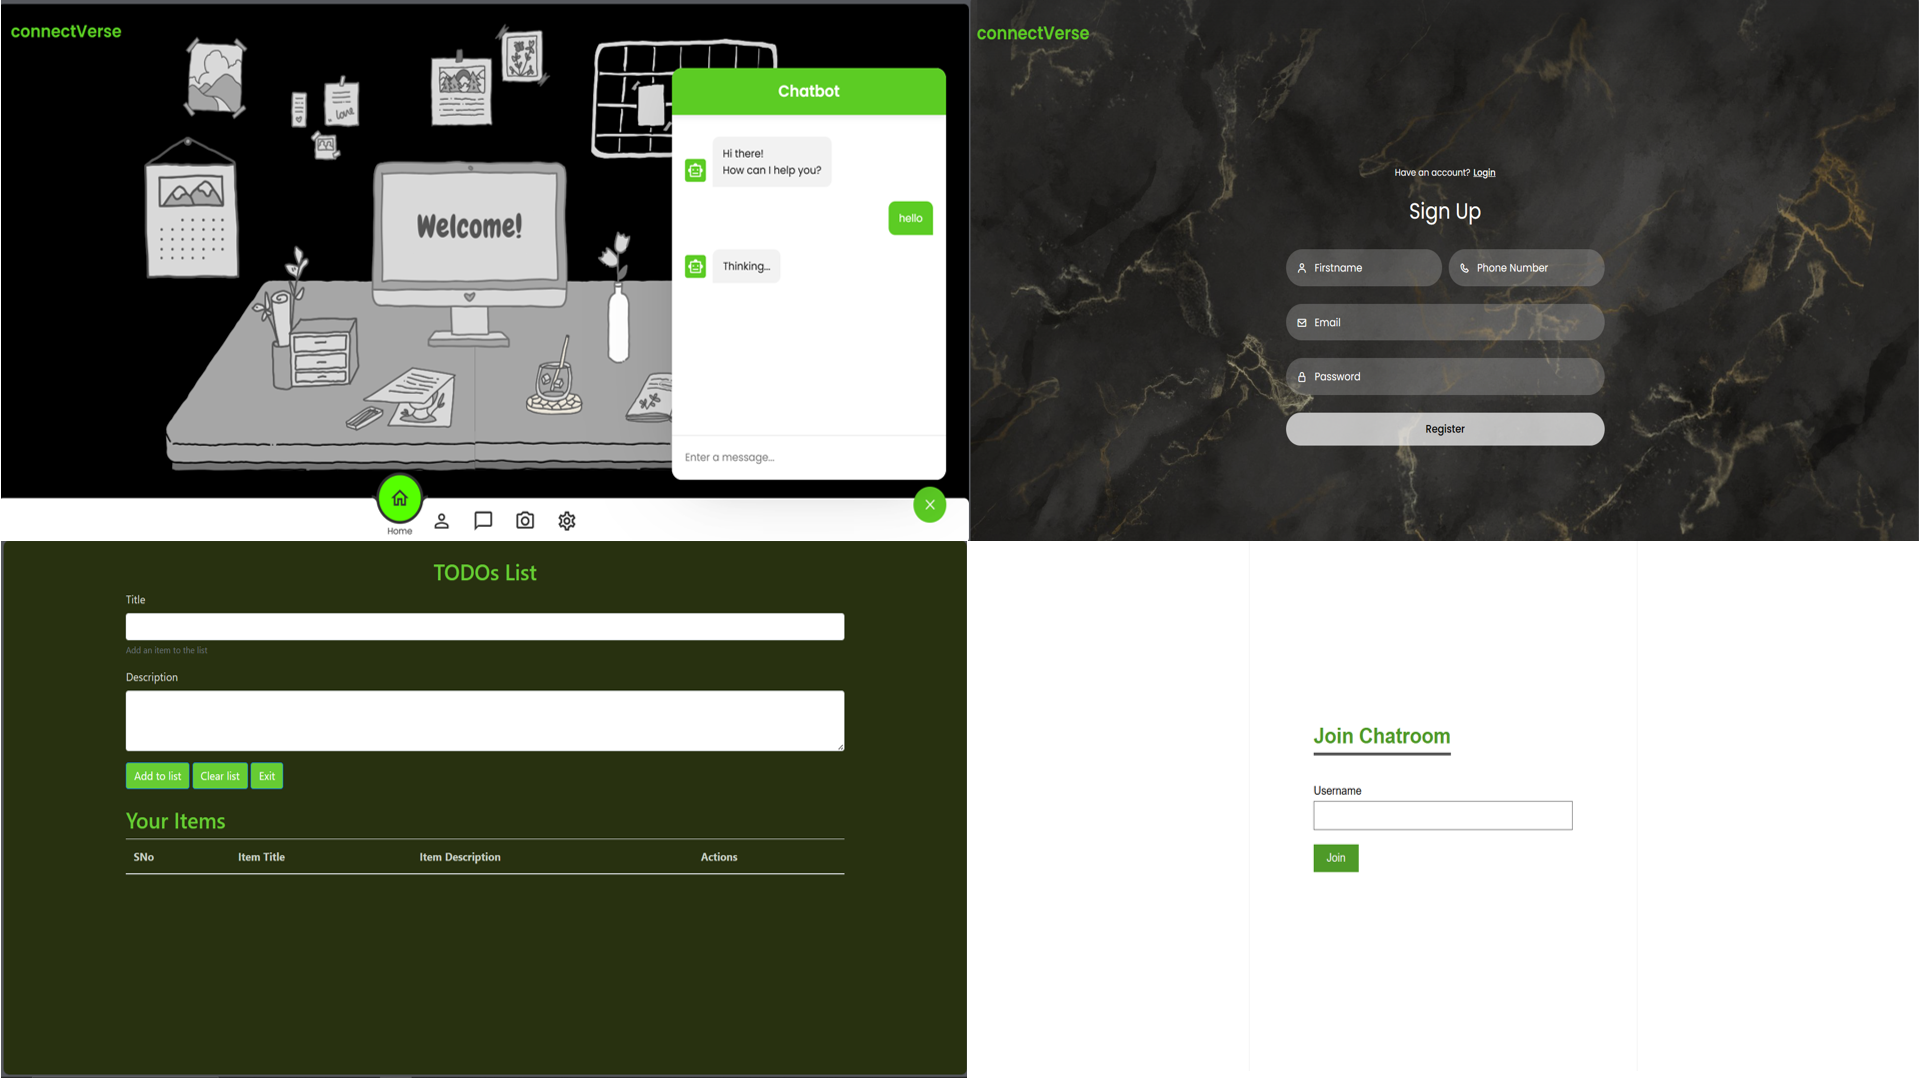 connectVerse
love
Welcome!
Chatbot
Hi there!
How can I help you?
hello
Thinking...
Enter a message...
Home
connectVerse
Have an account? Login
Sign Up
Firstname
Phone Number
Email
Password
Register
TODOs List
Title
Add an item to the list
Description
Add to list
Clear list
Exit
Your Items
SNo Item Title Item Description Actions
Join Chatroom
Username
Join